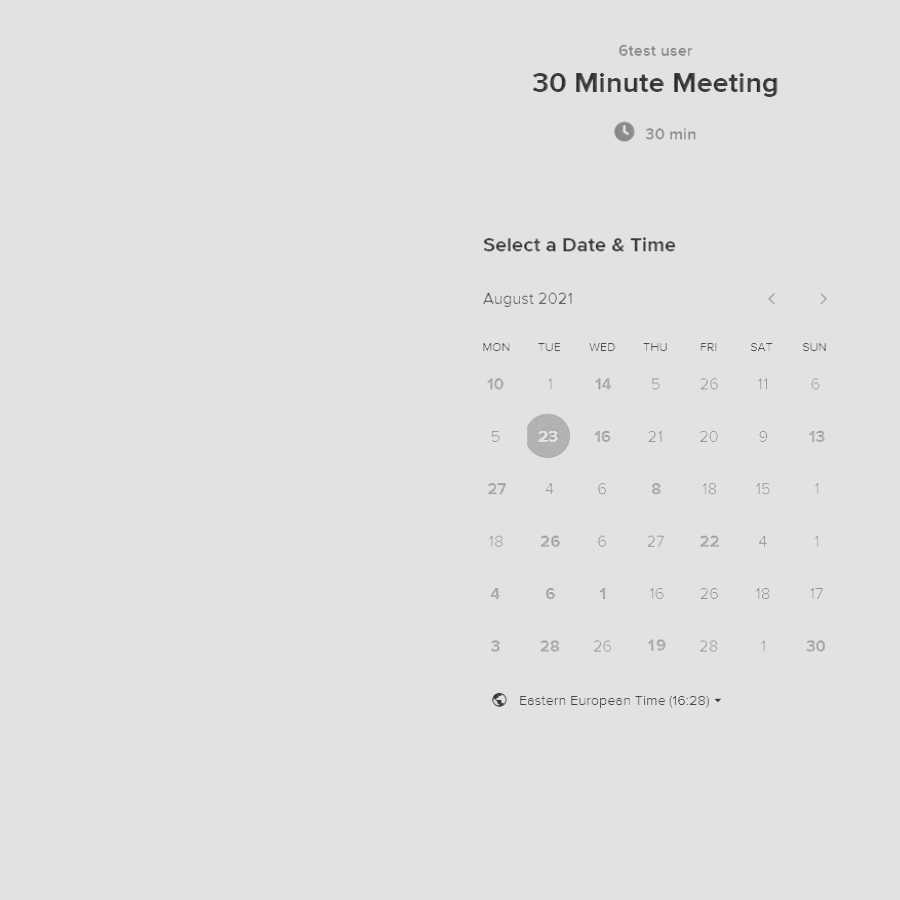 6test user
30 Minute Meeting
30 min
Select a Date & Time
August 2021
MON TUE WED THU FRI SAT SUN
10 1 14 5 26 11 6
5 23 16 21 20 9 13
27 4 6 8 18 15 1
18 26 6 27 22 4 1
4 6 1 16 26 18 17
3 28 26 19 28 1 30
Eastern European Time (16:28)